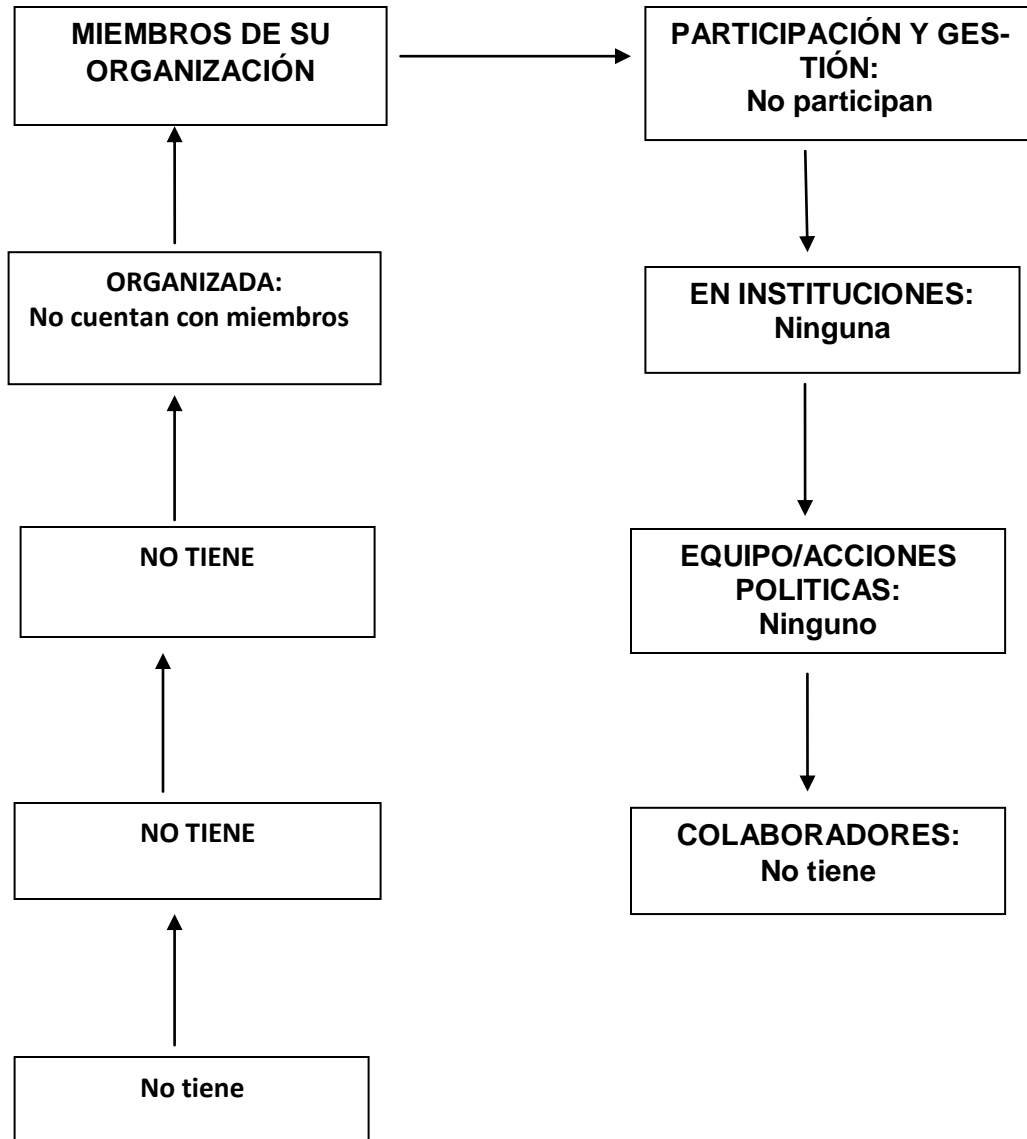 MIEMBROS DE SU
ORGANIZACIÓN
PARTICIPACIÓN Y GES-
TIÓN:
No participan
ORGANIZADA:
No cuentan con miembros
EN INSTITUCIONES:
Ninguna
NO TIENE
EQUIPO/ACCIONES
POLITICAS:
Ninguno
NO TIENE
COLABORADORES:
No tiene
No tiene